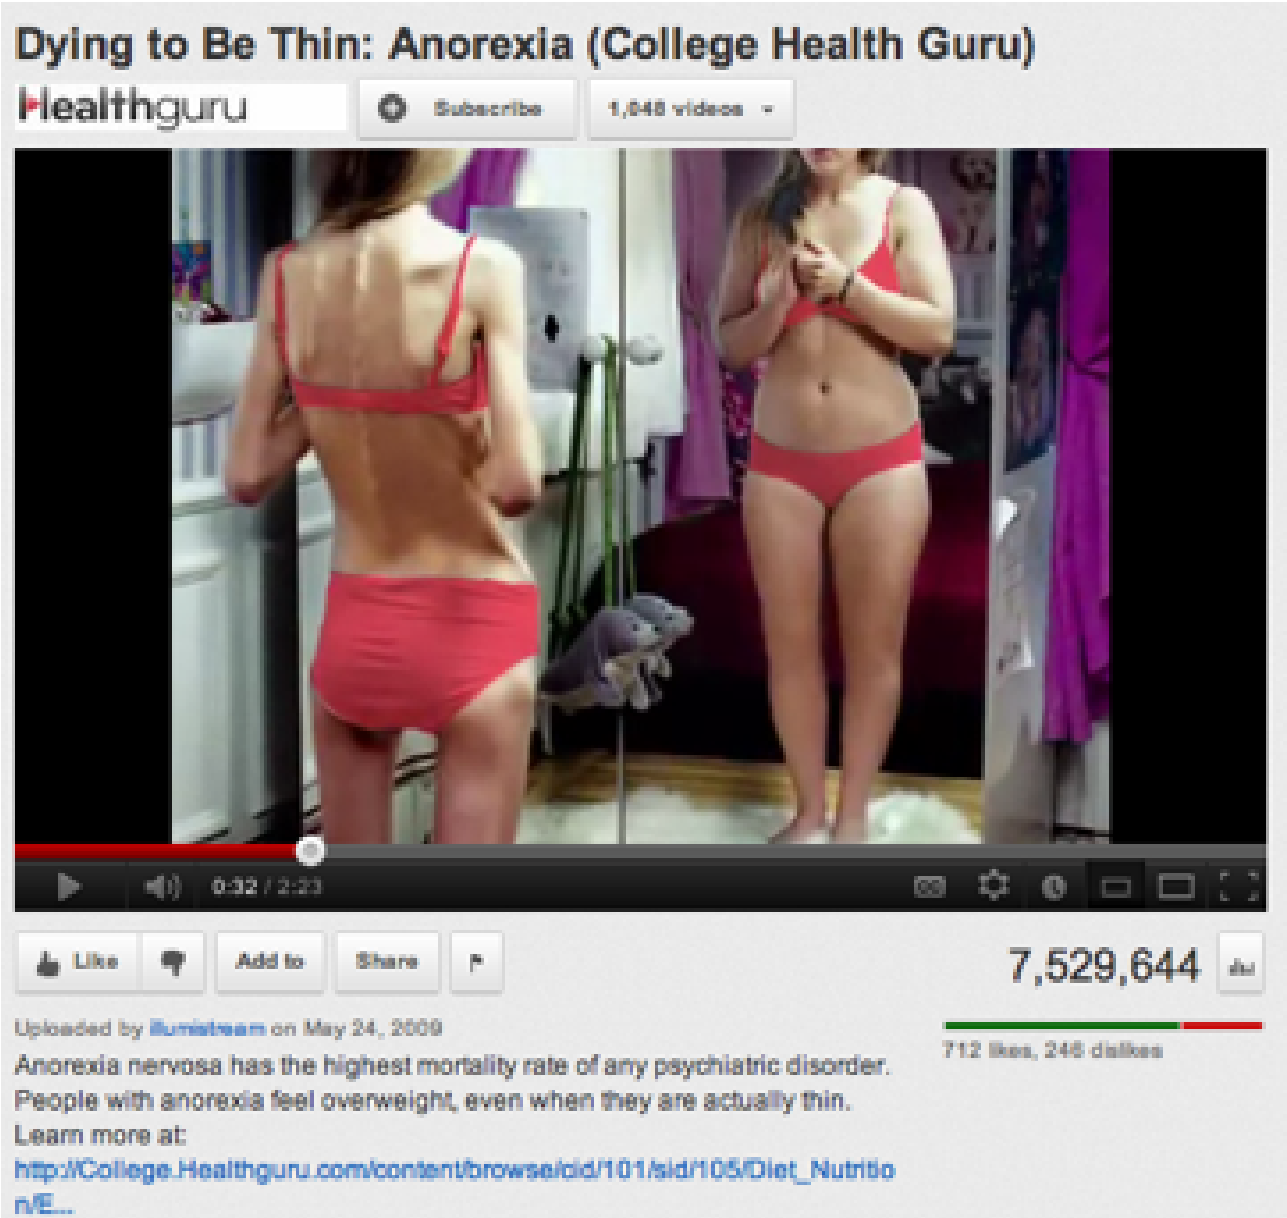 Dying to Be Thin: Anorexia (College Health Guru)
Healthguru Subscribe 1,048 videos
0:32 / 2:23
Like Add to Share 7,529,644
Uploaded by illumistream on May 24, 2009
712 likes, 246 dislikes
Anorexia nervosa has the highest mortality rate of any psychiatric disorder.
People with anorexia feel overweight, even when they are actually thin.
Learn more at:
http://College.Healthguru.com/content/browse/cid/101/sid/105/Diet_Nutritio
n/E...